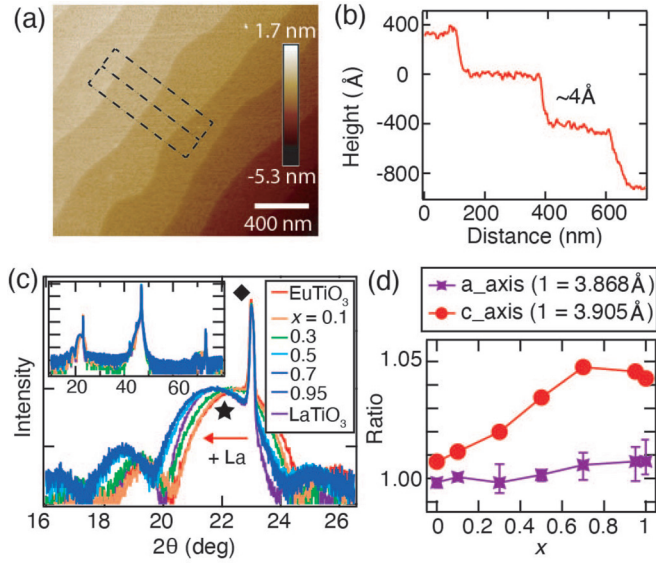 (a)
1.7 nm
-5.3 nm
400 nm
(b)
400
0
-400
-800
Height (Å)
~4Å
0 200 400 600
Distance (nm)
(c)
EuTiO3
x = 0.1
0.3
0.5
0.7
0.95
LaTiO3
20 40 60
+ La
Intensity
16 18 20 22 24 26
2θ (deg)
(d)
a_axis (1 = 3.868Å)
c_axis (1 = 3.905Å)
1.05
1.00
Ratio
0 0.2 0.4 0.6 0.8 1
x